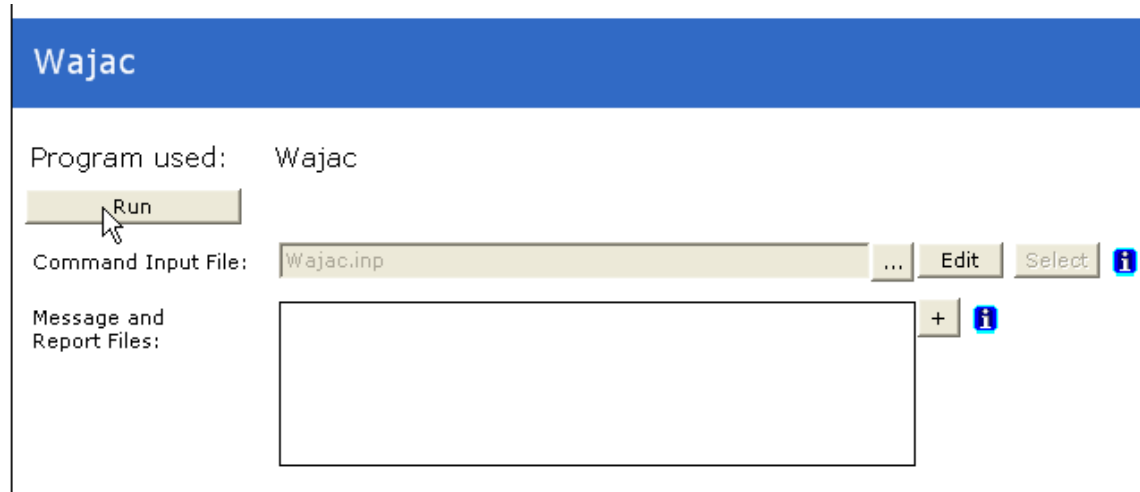 Wajac
Program used: Wajac
Run
Command Input File: Wajac.inp ... Edit Select i
Message and + i
Report Files: